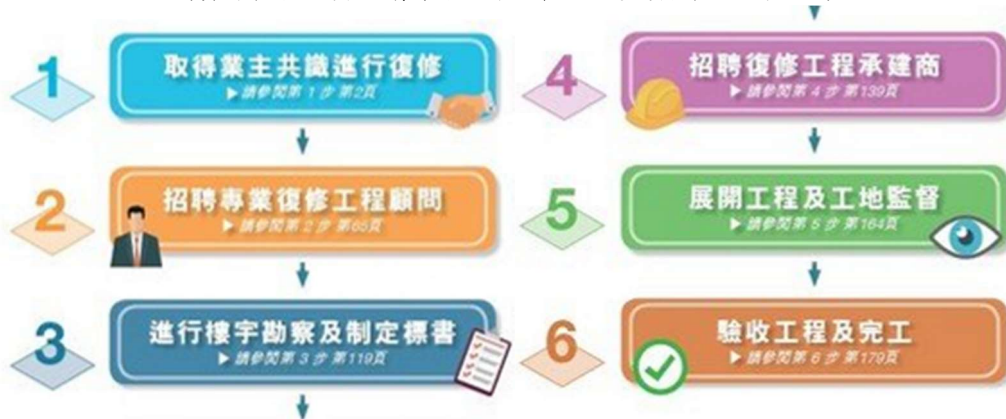 1
取得業主共識進行復修
▶ 請參閱第 1 步 第2頁
2
招聘專業復修工程顧問
▶ 請參閱第 2 步 第65頁
3
進行樓宇勘察及制定標書
▶ 請參閱第 3 步 第119頁
4
招聘復修工程承建商
▶ 請參閱第 4 步 第139頁
5
展開工程及工地監督
▶ 請參閱第 5 步 第164頁
6
驗收工程及完工
▶ 請參閱第 6 步 第179頁